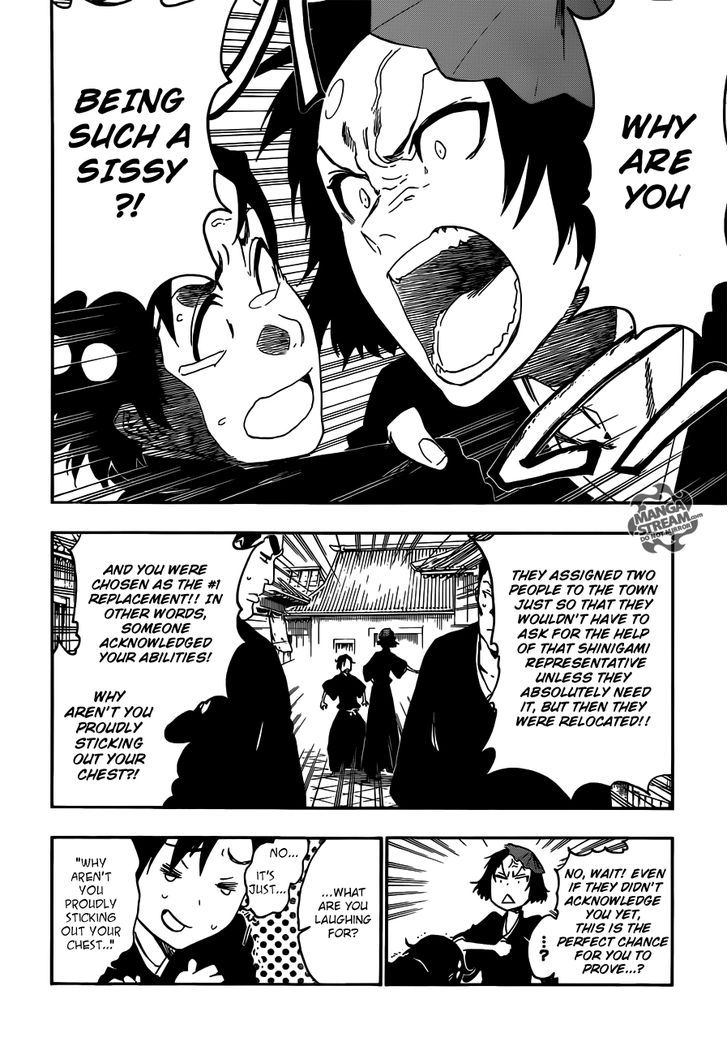 WHY
ARE
YOU
BEING
SUCH A
SISSY
?!
MANGA
STREAM.com
DO NOT MIRROR
THEY ASSIGNED TWO
PEOPLE TO THE TOWN
JUST SO THAT THEY
WOULDN'T HAVE TO
ASK FOR THE HELP
OF THAT SHINIGAMI
REPRESENTATIVE
UNLESS THEY
ABSOLUTELY NEED
IT, BUT THEN THEY
WERE RELOCATED!!
AND YOU WERE
CHOSEN AS THE #1
REPLACEMENT!! IN
OTHER WORDS,
SOMEONE
ACKNOWLEDGED
YOUR ABILITIES!
WHY
AREN'T YOU
PROUDLY
STICKING
OUT YOUR
CHEST?!
NO, WAIT! EVEN
IF THEY DIDN'T
ACKNOWLEDGE
YOU YET,
THIS IS THE
PERFECT CHANCE
FOR YOU TO
PROVE...?
...?
...WHAT
ARE YOU
LAUGHING
FOR?
NO...
IT'S
JUST...
"WHY
AREN'T
YOU
PROUDLY
STICKING
OUT YOUR
CHEST..."